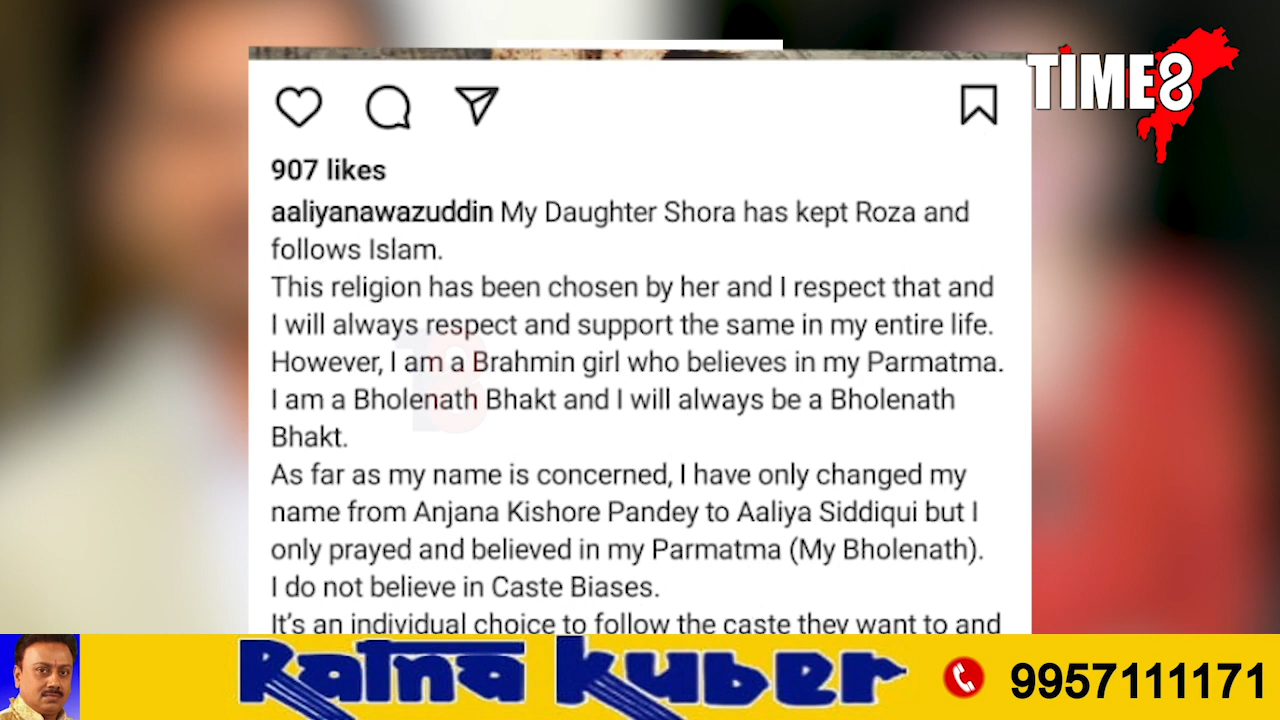 TIME8
907 likes
aaliyanawazuddin My Daughter Shora has kept Roza and
follows Islam.
This religion has been chosen by her and I respect that and
I will always respect and support the same in my entire life.
However, I am a Brahmin girl who believes in my Parmatma.
I am a Bholenath Bhakt and I will always be a Bholenath
Bhakt.
As far as my name is concerned, I have only changed my
name from Anjana Kishore Pandey to Aaliya Siddiqui but I
only prayed and believed in my Parmatma (My Bholenath).
I do not believe in Caste Biases.
It’s an individual choice to follow the caste they want to and
Ratna Kuber
9957111171